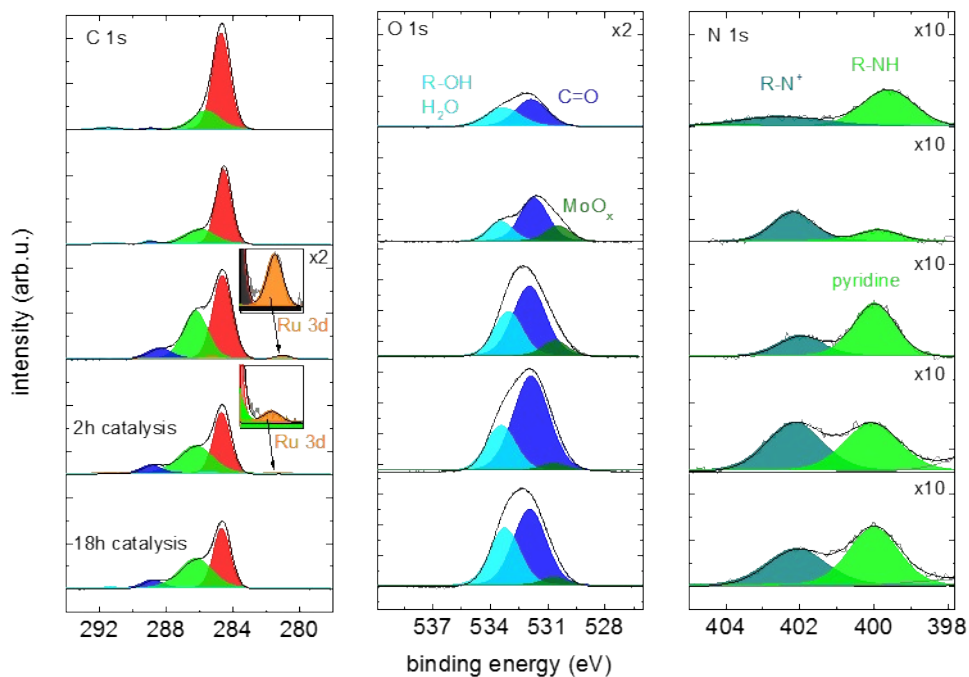 C 1s
O 1s
x2
N 1s
x10
R-OH
H₂O
C=O
R-N⁺
R-NH
x10
MoOₓ
x2
Ru 3d
x10
pyridine
2h catalysis
Ru 3d
x10
18h catalysis
x10
intensity (arb.u.)
292 288 284 280
537 534 531 528
404 402 400 398
binding energy (eV)